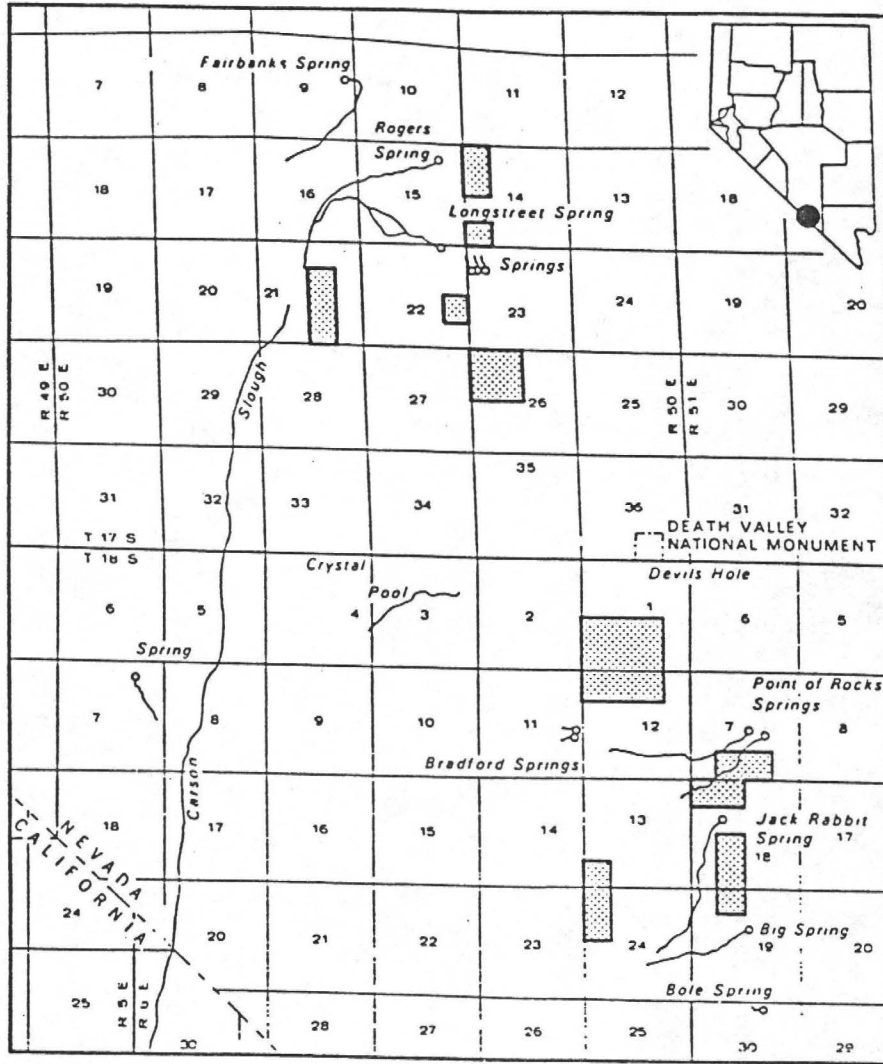 Fairbanks Spring
7 8 9 10 11 12
Rogers
Spring
18 17 16 15 14 13 18
Longstreet Spring
Springs
19 20 21 22 23 24 19 20
R 49 E
R 50 E
30 29 28 27 26 25 30 29
R 50 E
R 51 E
Slough
31 32 33 34 35 36 31 32
T 17 S
T 18 S
DEATH VALLEY
NATIONAL MONUMENT
Crystal
Pool
Devils Hole
6 5 4 3 2 1 6 5
Spring
Point of Rocks
Springs
7 8 9 10 11 12 7 8
Bradford Springs
Carson
18 17 16 15 14 13
Jack Rabbit
Spring
18 17
NEVADA
CALIFORNIA
24 20 21 22 23 24 19 20
Big Spring
Bole Spring
R 5 E
R 6 E
25 30 28 27 26 25 30 29